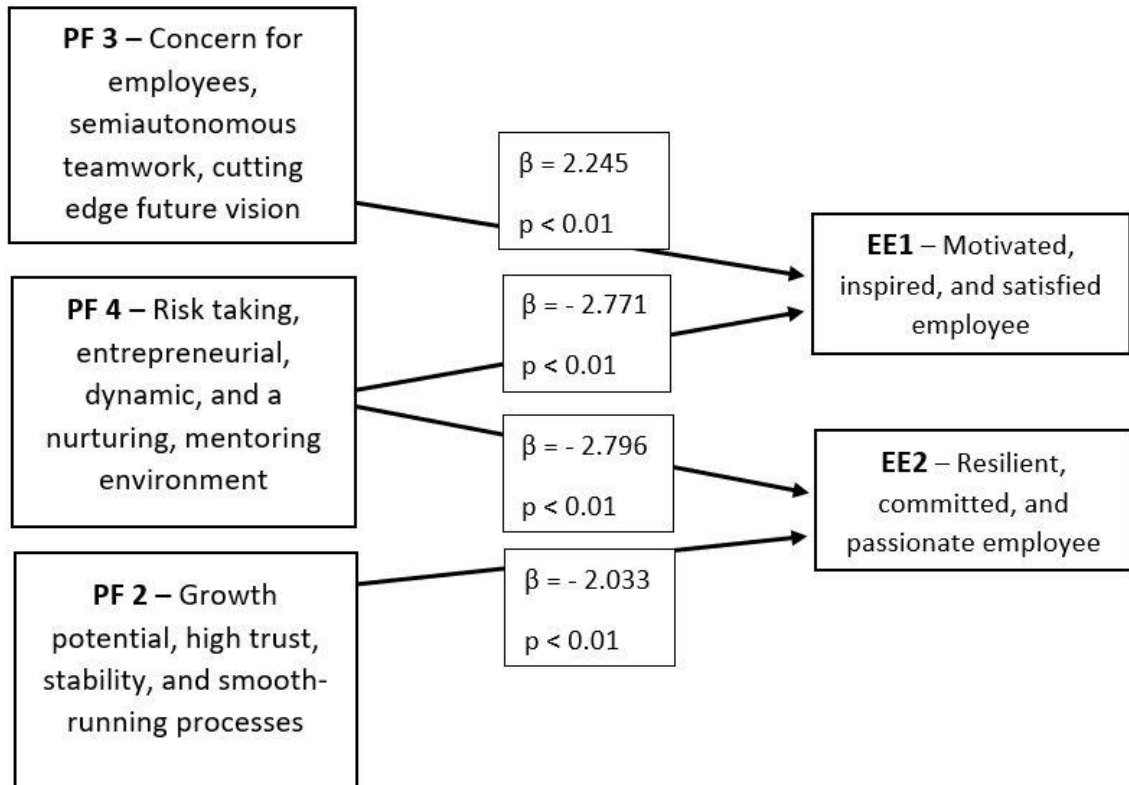 PF 3 – Concern for
employees,
semiautonomous
teamwork, cutting
edge future vision
β = 2.245
p < 0.01
EE1 – Motivated,
inspired, and satisfied
employee
PF 4 – Risk taking,
entrepreneurial,
dynamic, and a
nurturing, mentoring
environment
β = - 2.771
p < 0.01
β = - 2.796
p < 0.01
EE2 – Resilient,
committed, and
passionate employee
PF 2 – Growth
potential, high trust,
stability, and smooth-
running processes
β = - 2.033
p < 0.01